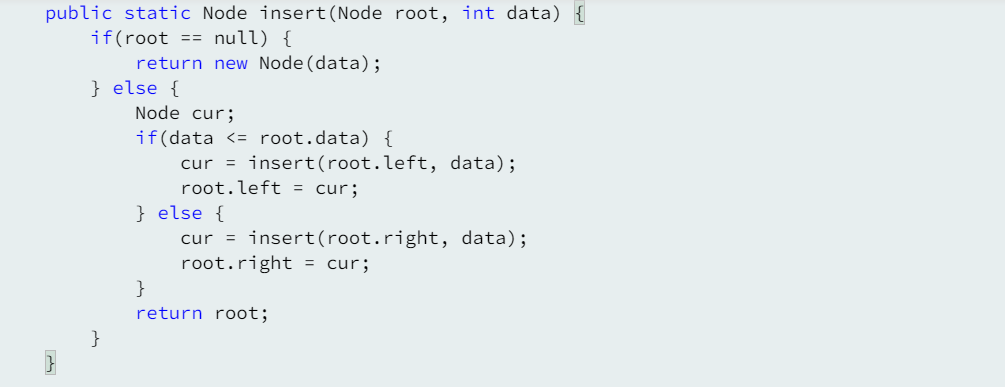 public static Node insert(Node root, int data) {
if(root == null) {
return new Node(data);
} else {
Node cur;
if(data <= root.data) {
cur = insert(root.left, data);
root.left = cur;
} else {
cur = insert(root.right, data);
root.right = cur;
}
return root;
}
}